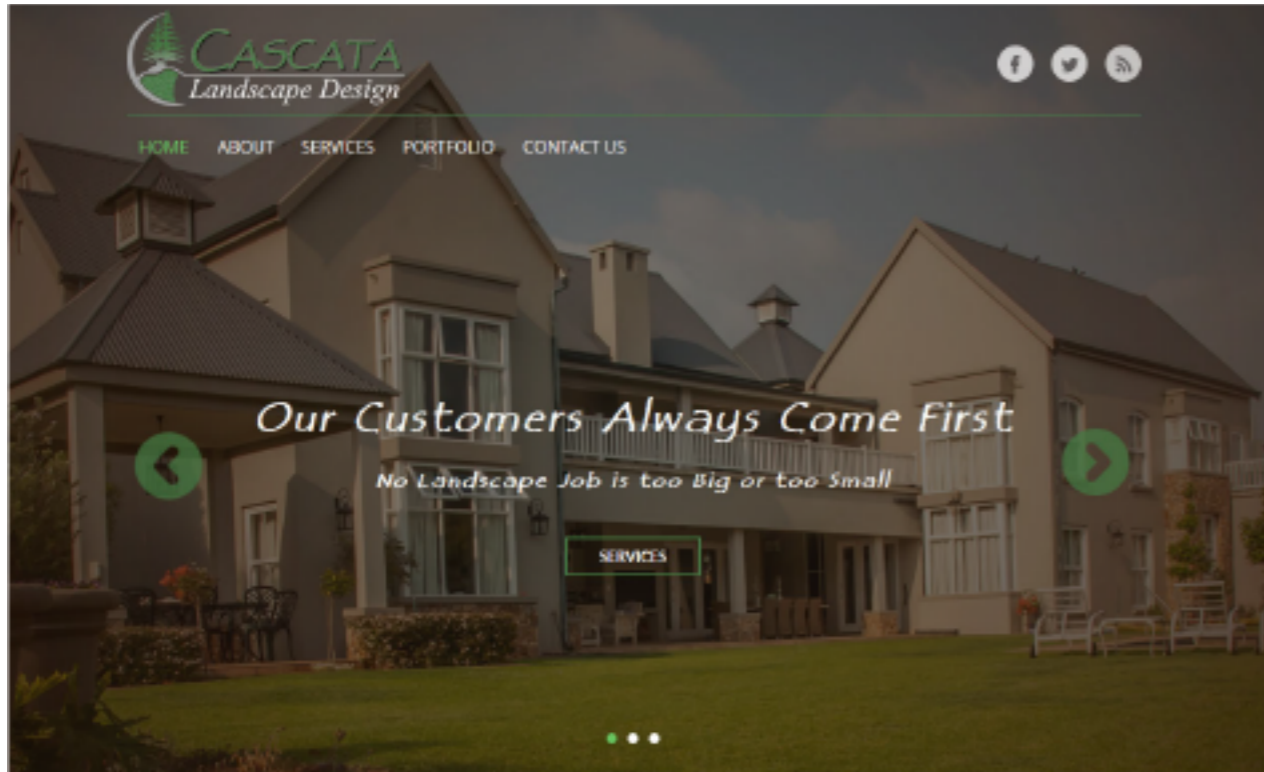 CASCATA
Landscape Design
HOME ABOUT SERVICES PORTFOLIO CONTACT US
Our Customers Always Come First
No Landscape Job is too Big or too Small
SERVICES